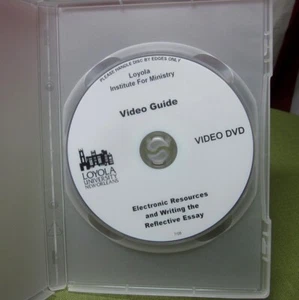 PLEASE HANDLE DISC BY EDGES ONLY
Loyola
Institute For Ministry
Video Guide
VIDEO DVD
LOYOLA
UNIVERSITY
NEW ORLEANS
Electronic Resources
and Writing the
Reflective Essay